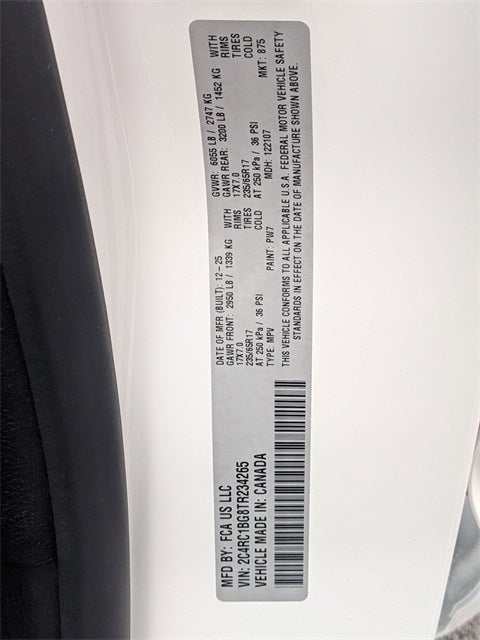 MFD BY: FCA US LLC
VIN: 2C4RC1BG8TR234265
VEHICLE MADE IN: CANADA
DATE OF MFR (BUILT): 12-25 GVWR: 6055 LB / 2747 KG
GAWR FRONT: 2950 LB / 1339 KG WITH GAWR REAR: 3200 LB / 1452 KG WITH
17X7.0 RIMS 17X7.0 RIMS
235/65R17 TIRES 235/65R17 TIRES
AT 250 kPa / 36 PSI COLD AT 250 kPa / 36 PSI COLD
TYPE: MPV PAINT: PW7 MDH: 122107 MKT: 875
THIS VEHICLE CONFORMS TO ALL APPLICABLE U.S.A. FEDERAL MOTOR VEHICLE SAFETY
STANDARDS IN EFFECT ON THE DATE OF MANUFACTURE SHOWN ABOVE.